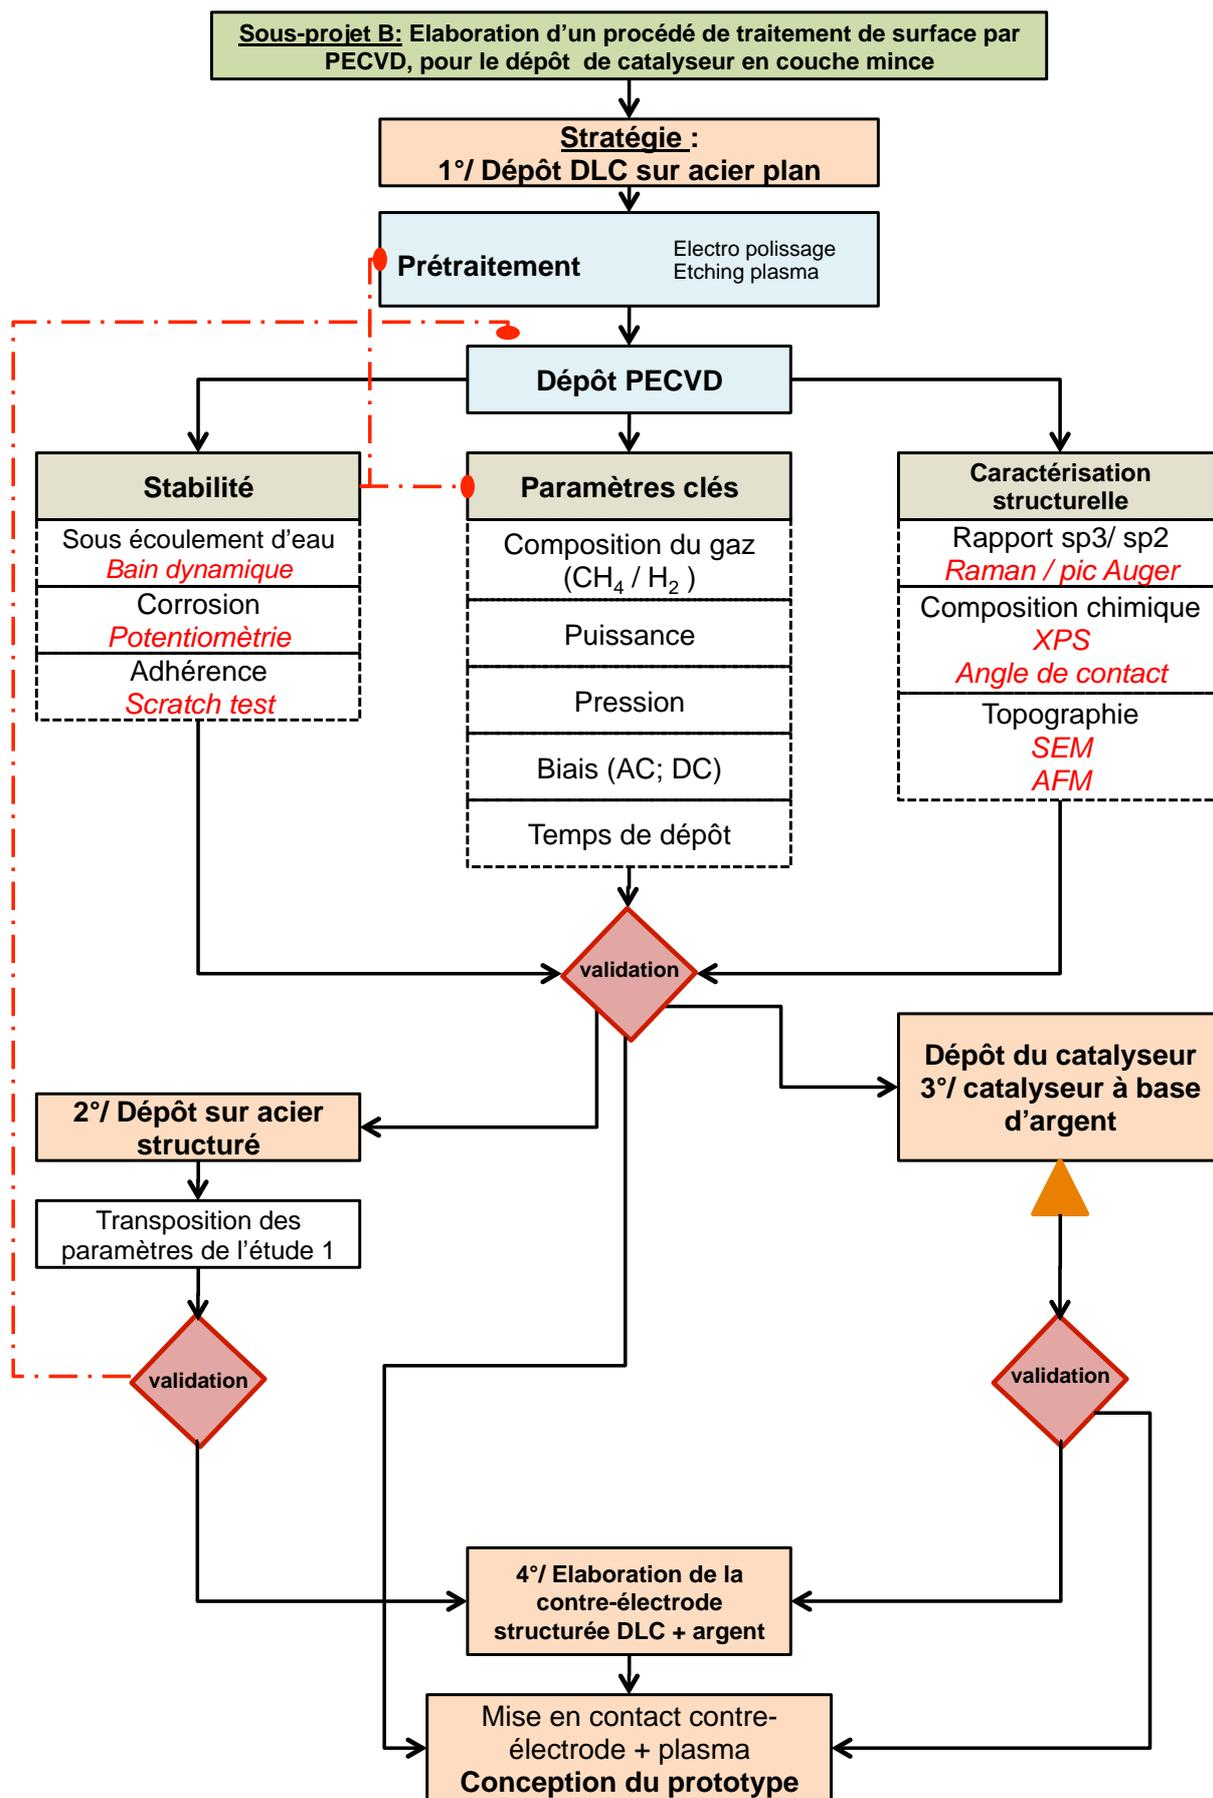 Sous-projet B: Elaboration d’un procédé de traitement de surface par
PECVD, pour le dépôt de catalyseur en couche mince
Stratégie :
1°/ Dépôt DLC sur acier plan
Prétraitement
Electro polissage
Etching plasma
Dépôt PECVD
Stabilité
Sous écoulement d’eau
Bain dynamique
Corrosion
Potentiomètrie
Adhérence
Scratch test
Paramètres clés
Composition du gaz
(CH4 / H2 )
Puissance
Pression
Biais (AC; DC)
Temps de dépôt
Caractérisation
structurelle
Rapport sp3/ sp2
Raman / pic Auger
Composition chimique
XPS
Angle de contact
Topographie
SEM
AFM
validation
2°/ Dépôt sur acier
structuré
Transposition des
paramètres de l’étude 1
validation
Dépôt du catalyseur
3°/ catalyseur à base
d’argent
validation
4°/ Elaboration de la
contre-électrode
structurée DLC + argent
Mise en contact contre-
électrode + plasma
Conception du prototype